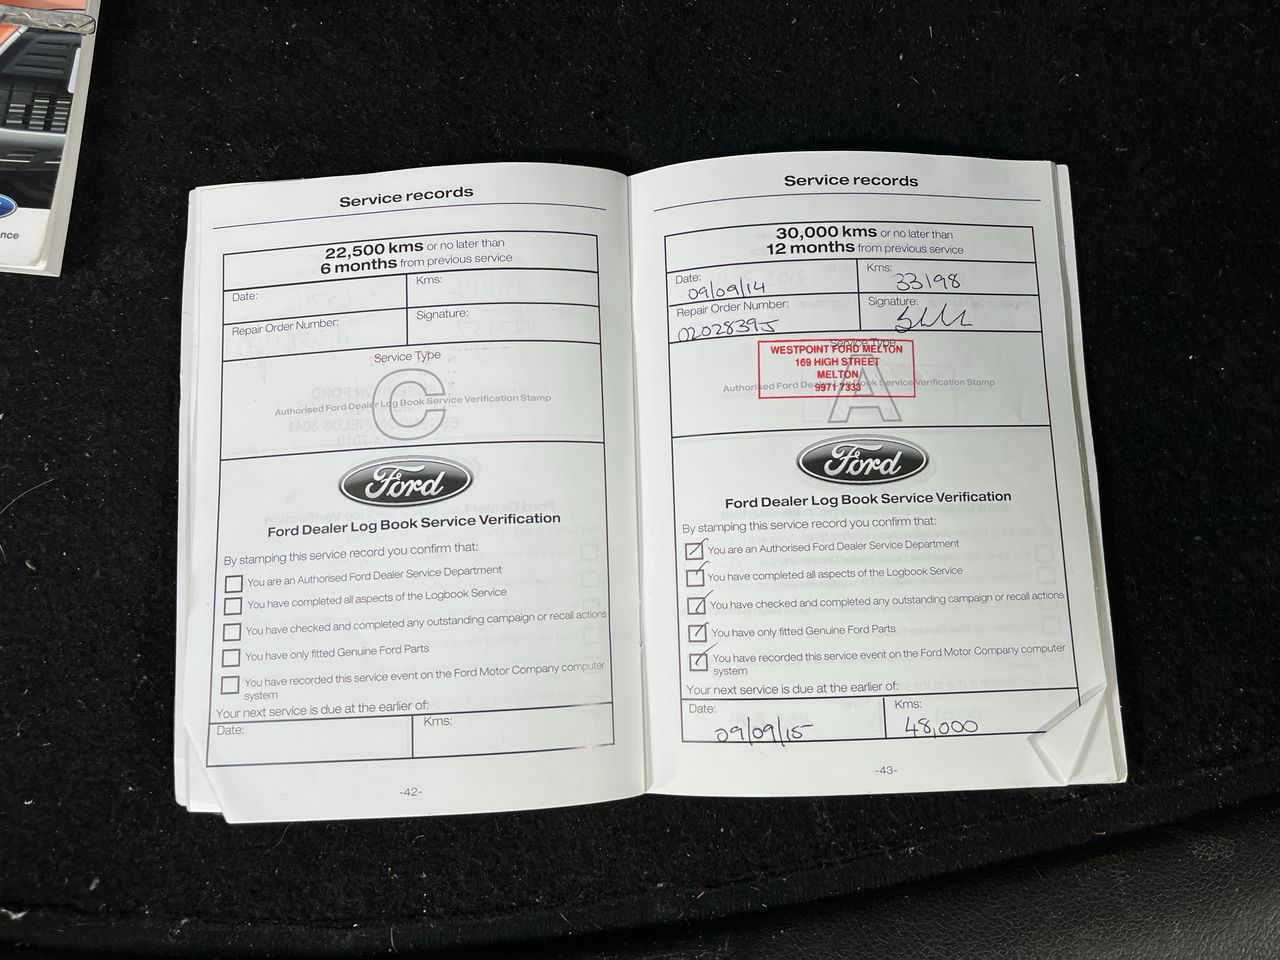 nce
Service records
22,500 kms or no later than
6 months from previous service
Date:
Kms:
Repair Order Number:
Signature:
Service Type
C
Authorised Ford Dealer Log Book Service Verification Stamp
Ford
Ford Dealer Log Book Service Verification
By stamping this service record you confirm that:
You are an Authorised Ford Dealer Service Department
You have completed all aspects of the Logbook Service
You have checked and completed any outstanding campaign or recall actions
You have only fitted Genuine Ford Parts
You have recorded this service event on the Ford Motor Company computer
system
Your next service is due at the earlier of:
Date:
Kms:
-42-
Service records
30,000 kms or no later than
12 months from previous service
Date: 09/09/14
Kms: 33198
Repair Order Number:
Signature:
Service Type
WESTPOINT FORD MELTON
169 HIGH STREET
MELTON
9971 7333
A
Authorised Ford Dealer Log Book Service Verification Stamp
Ford
Ford Dealer Log Book Service Verification
By stamping this service record you confirm that:
You are an Authorised Ford Dealer Service Department
You have completed all aspects of the Logbook Service
You have checked and completed any outstanding campaign or recall actions
You have only fitted Genuine Ford Parts
You have recorded this service event on the Ford Motor Company computer
system
Your next service is due at the earlier of:
Date: 09/09/15
Kms: 48,000
-43-